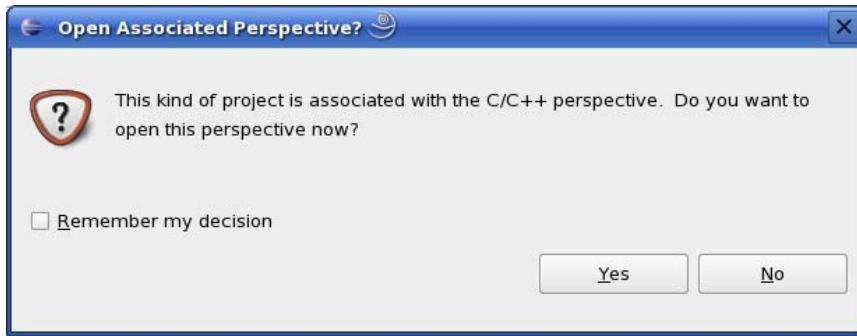 Open Associated Perspective?
This kind of project is associated with the C/C++ perspective. Do you want to
open this perspective now?
Remember my decision
Yes
No